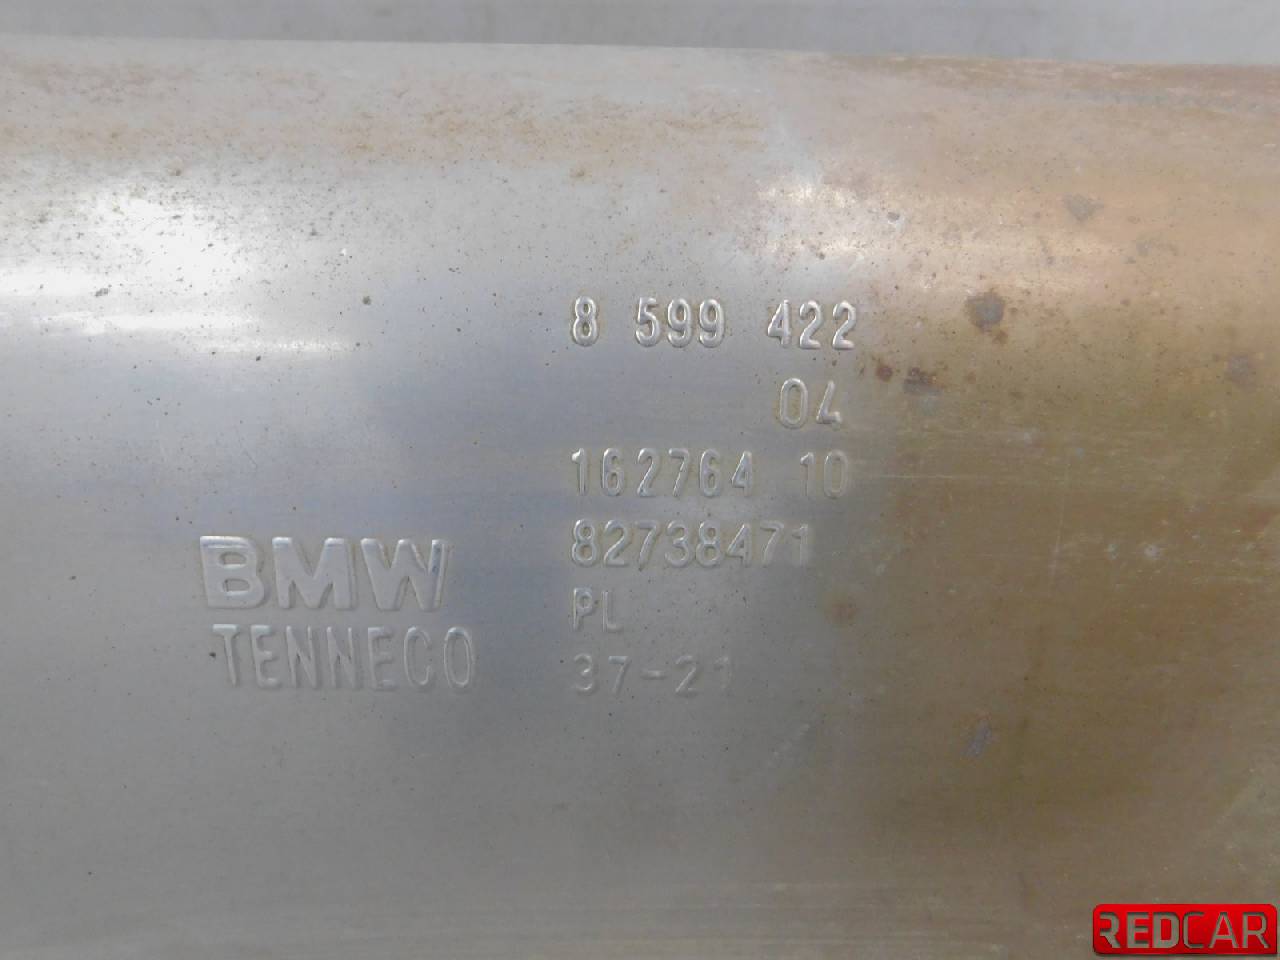 8 599 422
04
162764 10
82738471
PL
37-21
BMW
TENNECO
REDCAR